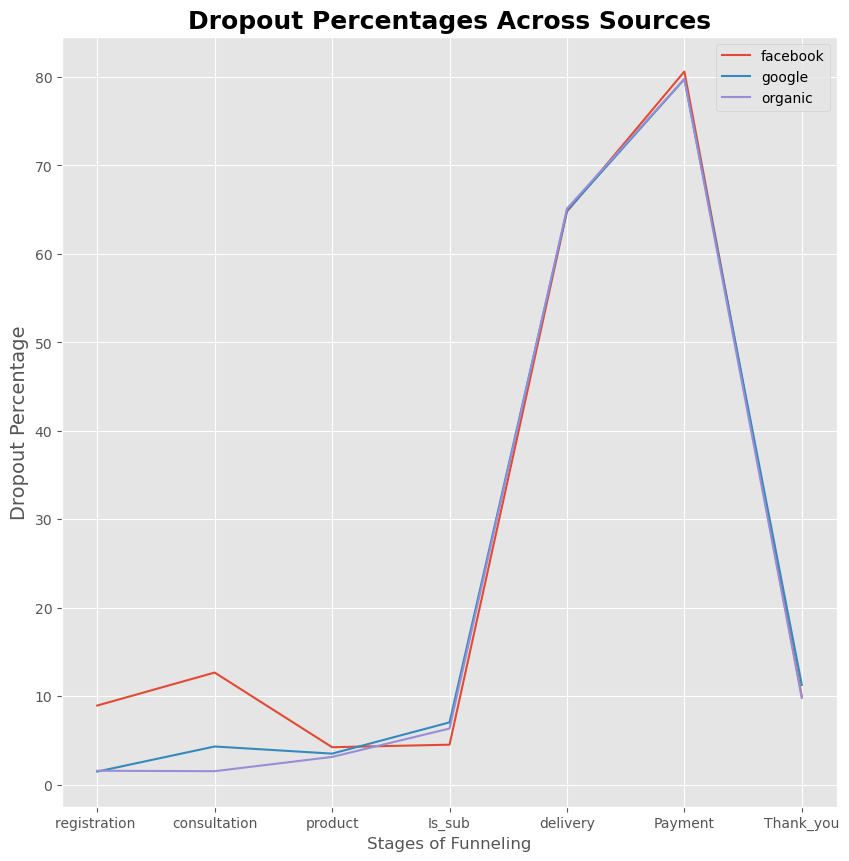 Dropout Percentages Across Sources
facebook
google
organic
80
70
60
50
40
30
20
10
0
Dropout Percentage
registration
consultation
product
Is_sub
delivery
Payment
Thank_you
Stages of Funneling